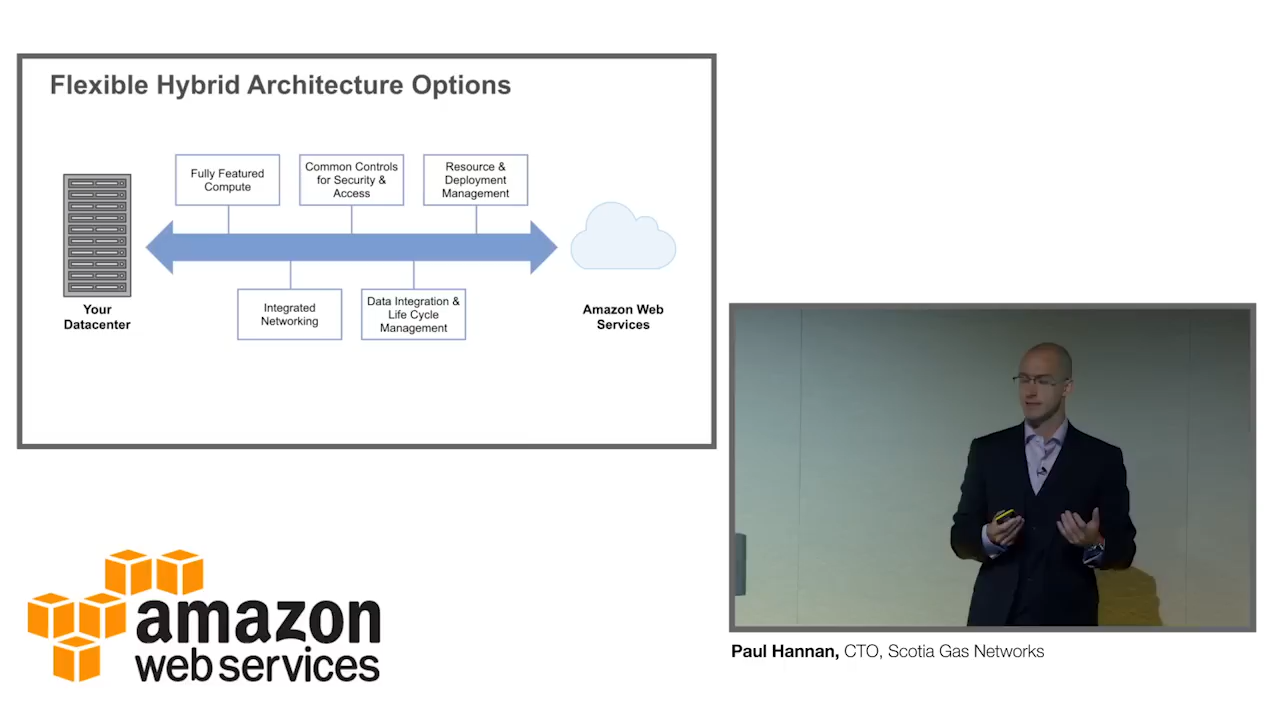 Flexible Hybrid Architecture Options
Fully Featured
Compute
Common Controls
for Security &
Access
Resource &
Deployment
Management
Integrated
Networking
Data Integration &
Life Cycle
Management
Your
Datacenter
Amazon Web
Services
amazon
web services
Paul Hannan, CTO, Scotia Gas Networks